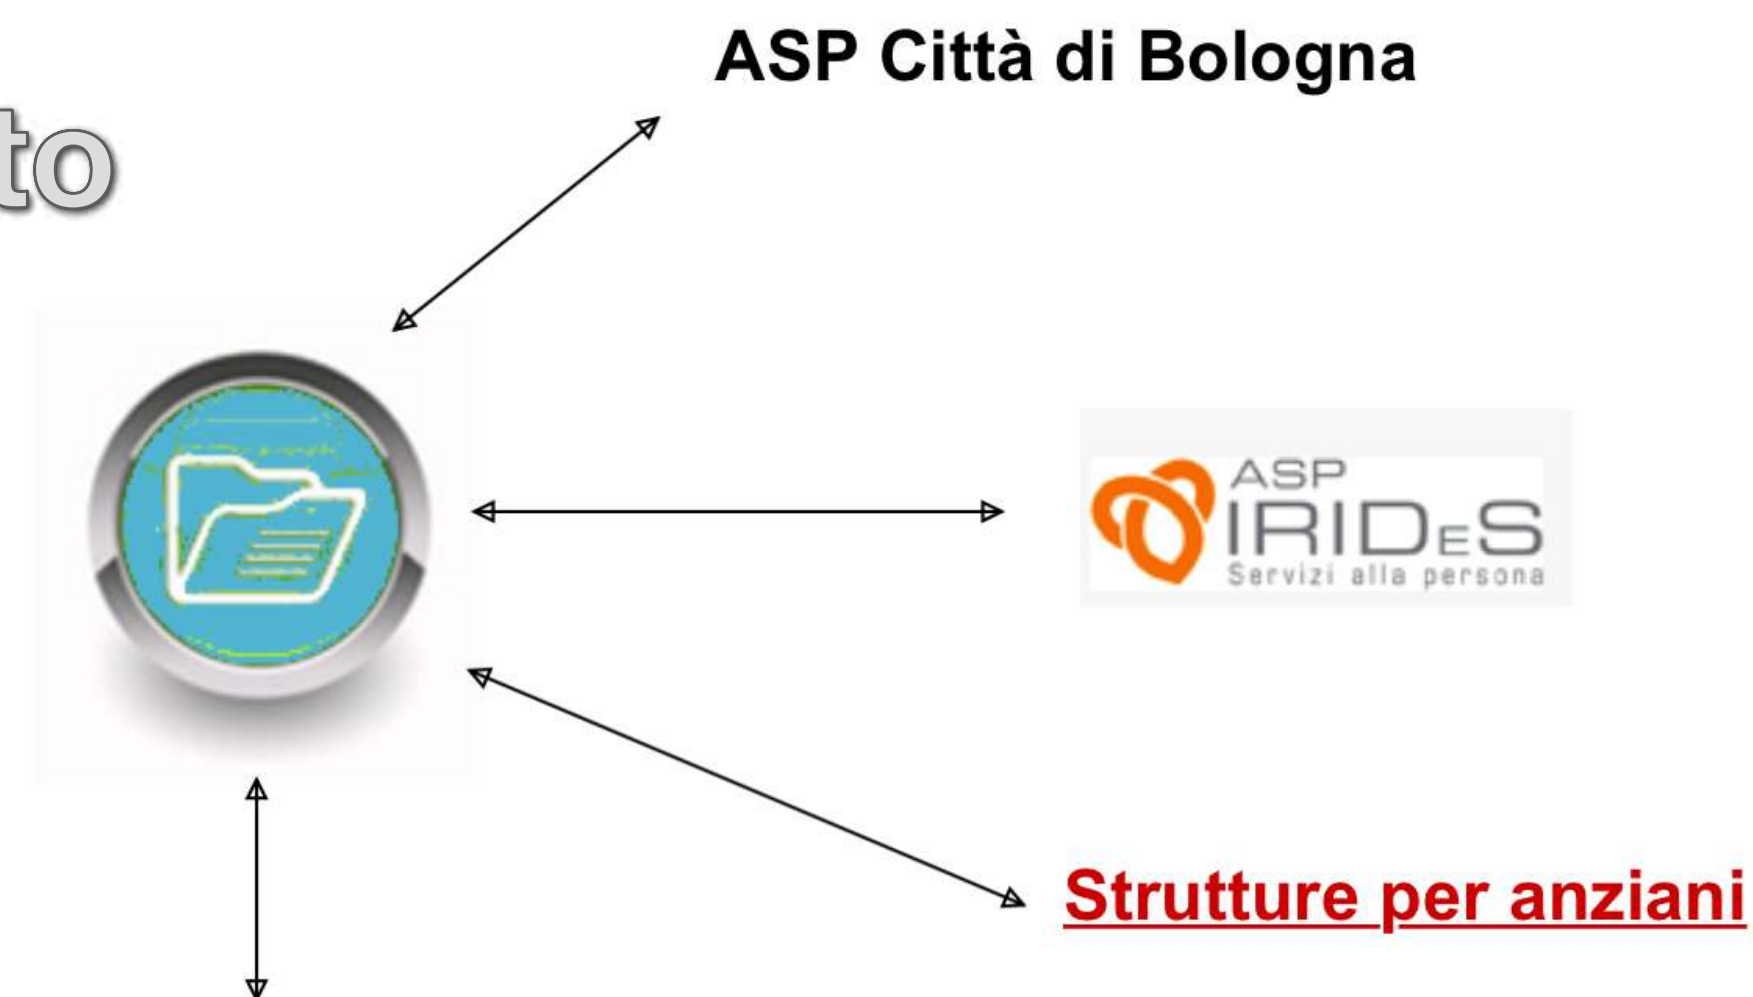 ASP Città di Bologna
to
ASP
IRIDeS
Servizi alla persona
Strutture per anziani